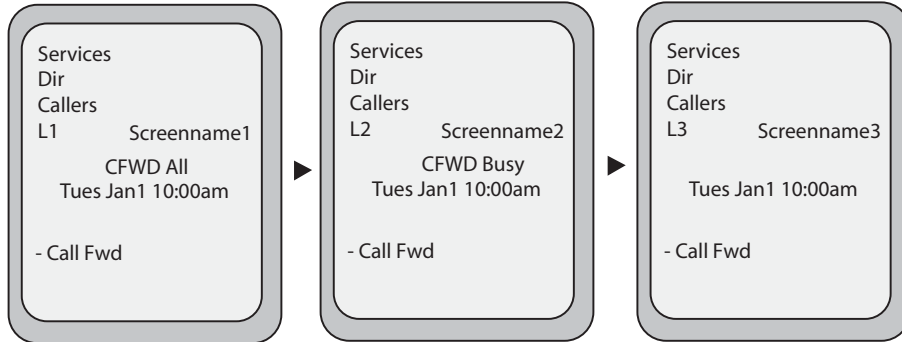 Services
Dir
Callers
L1 Screenname1
CFWD All
Tues Jan1 10:00am
- Call Fwd
Services
Dir
Callers
L2 Screenname2
CFWD Busy
Tues Jan1 10:00am
- Call Fwd
Services
Dir
Callers
L3 Screenname3
Tues Jan1 10:00am
- Call Fwd